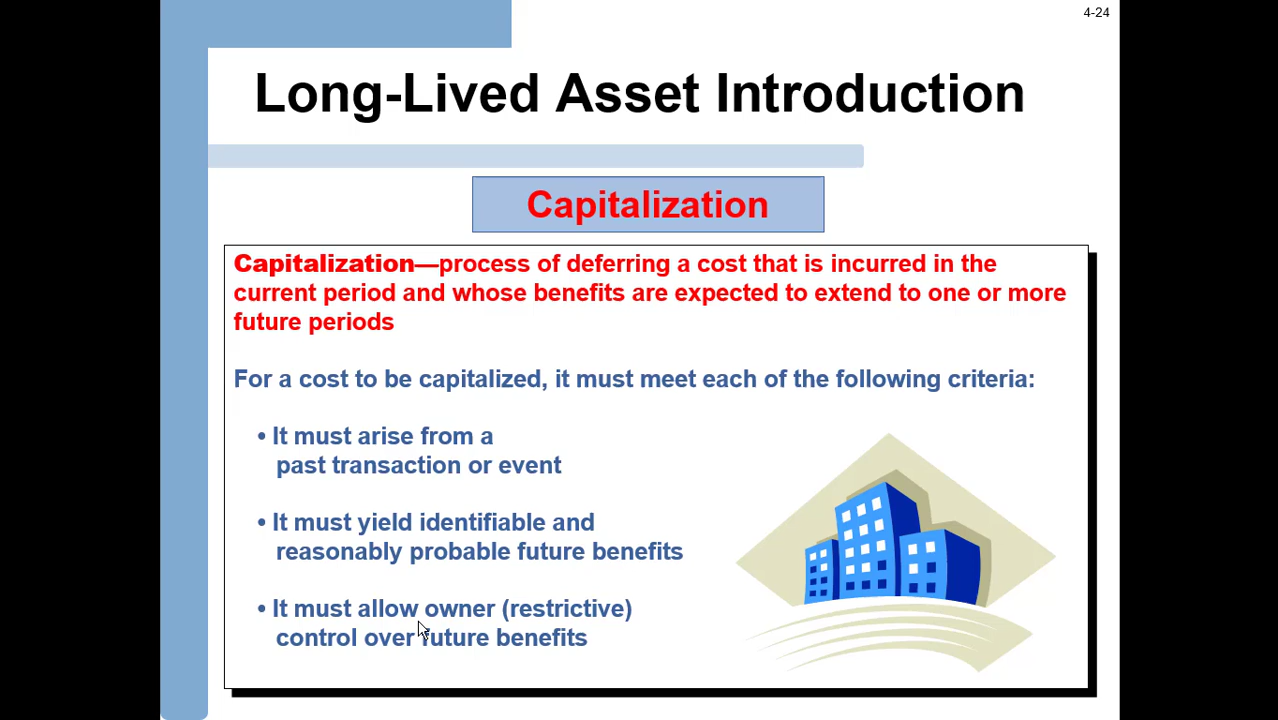 4-24
Long-Lived Asset Introduction
Capitalization
Capitalization—process of deferring a cost that is incurred in the
current period and whose benefits are expected to extend to one or more
future periods
For a cost to be capitalized, it must meet each of the following criteria:
• It must arise from a
past transaction or event
• It must yield identifiable and
reasonably probable future benefits
• It must allow owner (restrictive)
control over future benefits